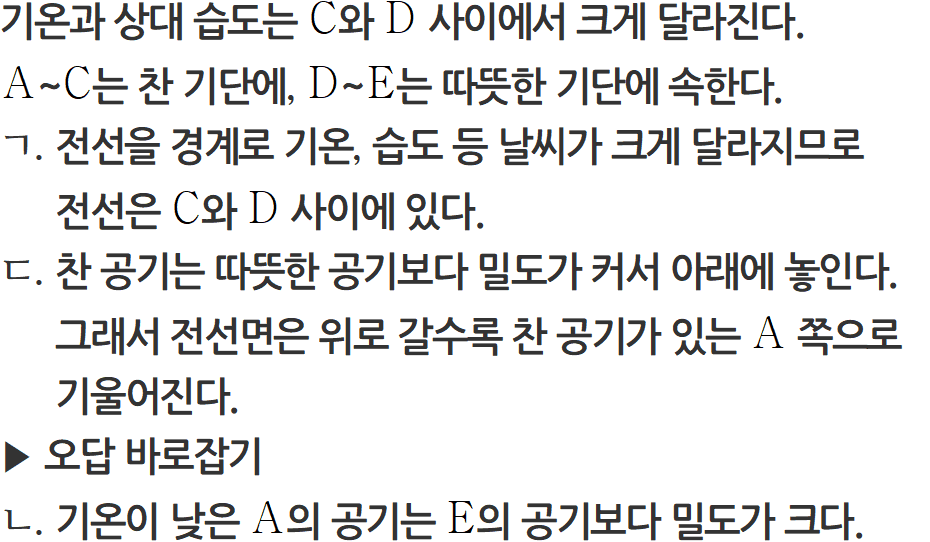 기온과 상대 습도는 C와 D 사이에서 크게 달라진다.
A~C는 찬 기단에, D~E는 따뜻한 기단에 속한다.
ㄱ. 전선을 경계로 기온, 습도 등 날씨가 크게 달라지므로
전선은 C와 D 사이에 있다.
ㄷ. 찬 공기는 따뜻한 공기보다 밀도가 커서 아래에 놓인다.
그래서 전선면은 위로 갈수록 찬 공기가 있는 A 쪽으로
기울어진다.
▶ 오답 바로잡기
ㄴ. 기온이 낮은 A의 공기는 E의 공기보다 밀도가 크다.